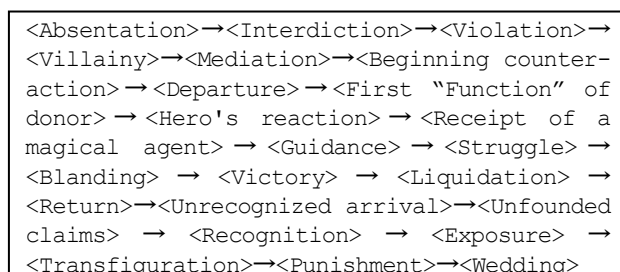 <Absentation>→<Interdiction>→<Violation>→
<Villainy>→<Mediation>→<Beginning counter-
action>→<Departure>→<First “Function” of
donor>→<Hero's reaction>→<Receipt of a
magical agent>→<Guidance>→<Struggle>→
<Blanding>→<Victory>→<Liquidation>→
<Return>→<Unrecognized arrival>→<Unfounded
claims>→<Recognition>→<Exposure>→
<Transfiguration>→<Punishment>→<Wedding>